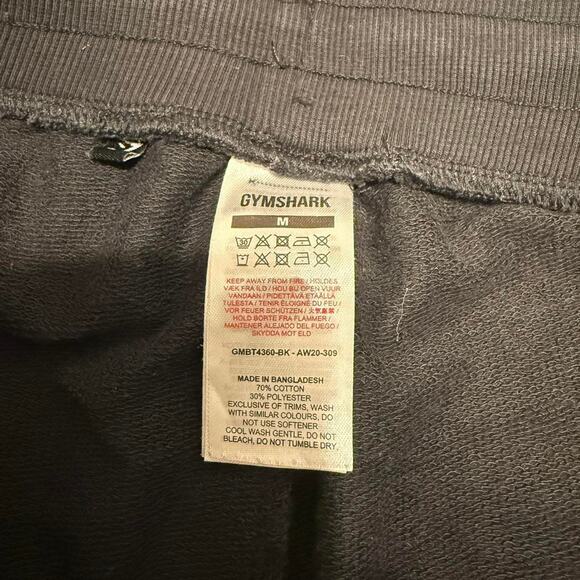 GYMSHARK
M
30
KEEP AWAY FROM FIRE / HOLDES
VÆK FRA ILD / HOU BIJ OPEN VUUR
VANDAAN / PIDETTÄVÄ ETÄÄLLÄ
TULESTA / TENIR ÉLOIGNÉ DU FEU /
VOR FEUER SCHÜTZEN / 火気厳禁 /
HOLD BORTE FRA FLAMMER /
MANTENER ALEJADO DEL FUEGO /
SKYDDA MOT ELD
GMBT4360-BK - AW20-309
MADE IN BANGLADESH
70% COTTON
30% POLYESTER
EXCLUSIVE OF TRIMS, WASH
WITH SIMILAR COLOURS, DO
NOT USE SOFTENER
COOL WASH GENTLE, DO NOT
BLEACH, DO NOT TUMBLE DRY,